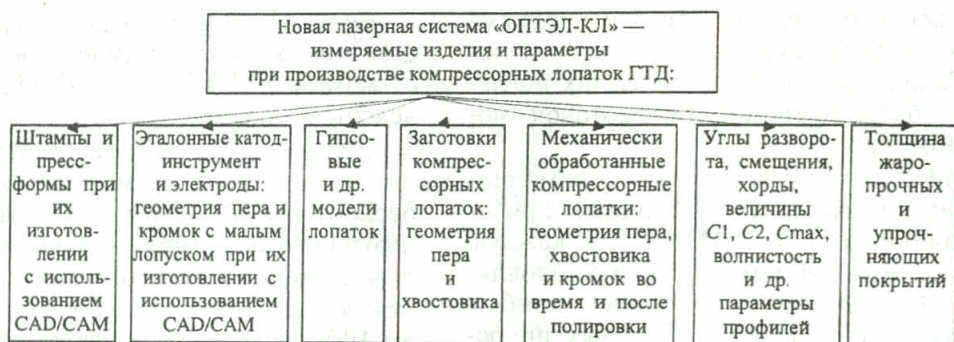 Новая лазерная система «ОПТЭЛ-КЛ» —
измеряемые изделия и параметры
при производстве компрессорных лопаток ГТД:
Штампы и
пресс-
формы при
их
изготов-
лении
с исполь-
зованием
CAD/CAM
Эталонные катод-
инструмент
и электроды:
геометрия пера и
кромок с малым
лопуском при их
изготовлении с
использованием
CAD/CAM
Гипсо-
вые
и др.
модели
лопаток
Заготовки
компрес-
сорных
лопаток:
геометрия
пера
и
хвостовика
Механически
обработанные
компрессорные
лопатки:
геометрия пера,
хвостовика
и кромок во
время и после
полировки
Углы разворо-
та, смещения,
хорды,
величины
C1, C2, Cmax,
волнистость
и др.
параметры
профилей
Толщина
жаро-
прочных
и
упроч-
няющих
покрытий